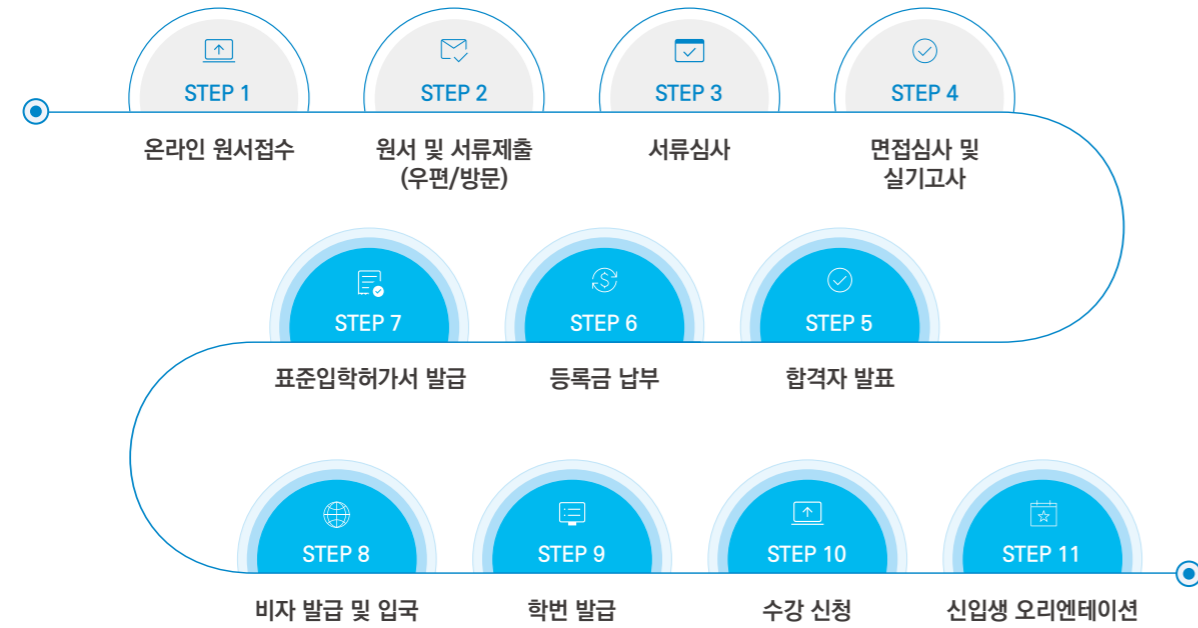 STEP 1
온라인 원서접수
STEP 2
원서 및 서류제출
(우편/방문)
STEP 3
서류심사
STEP 4
면접심사 및
실기고사
STEP 5
합격자 발표
STEP 6
등록금 납부
STEP 7
표준입학허가서 발급
STEP 8
비자 발급 및 입국
STEP 9
학번 발급
STEP 10
수강 신청
STEP 11
신입생 오리엔테이션